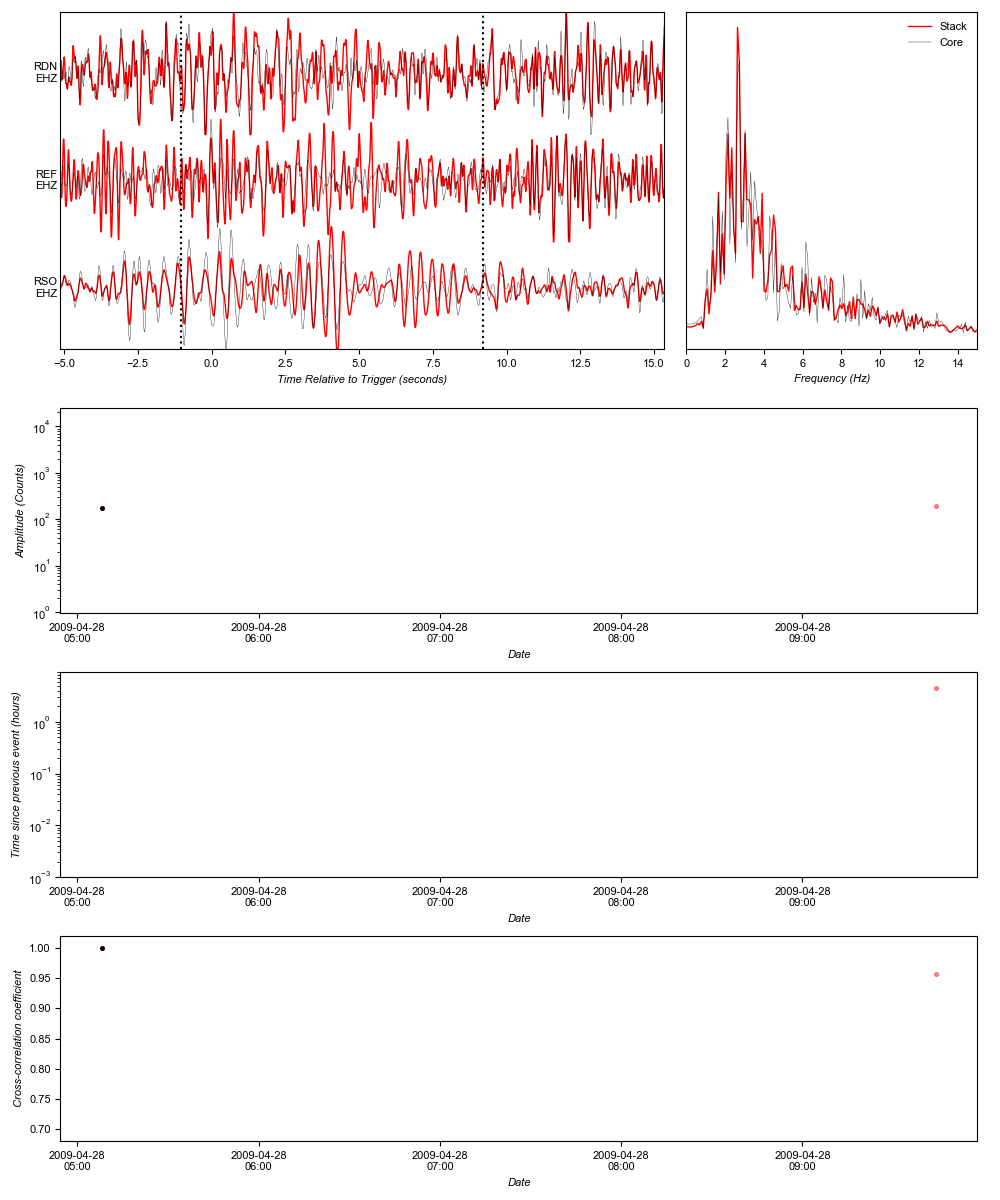 RDN
EHZ
REF
EHZ
RSO
EHZ
−5.0 −2.5 0.0 2.5 5.0 7.5 10.0 12.5 15.0
Time Relative to Trigger (seconds)
Stack
Core
0 2 4 6 8 10 12 14
Frequency (Hz)
10^4
10^3
10^2
10^1
10^0
Amplitude (Counts)
2009-04-28 2009-04-28 2009-04-28 2009-04-28 2009-04-28
05:00 06:00 07:00 08:00 09:00
Date
10^0
10^−1
10^−2
10^−3
Time since previous event (hours)
2009-04-28 2009-04-28 2009-04-28 2009-04-28 2009-04-28
05:00 06:00 07:00 08:00 09:00
Date
1.00
0.95
0.90
0.85
0.80
0.75
0.70
Cross-correlation coefficient
2009-04-28 2009-04-28 2009-04-28 2009-04-28 2009-04-28
05:00 06:00 07:00 08:00 09:00
Date